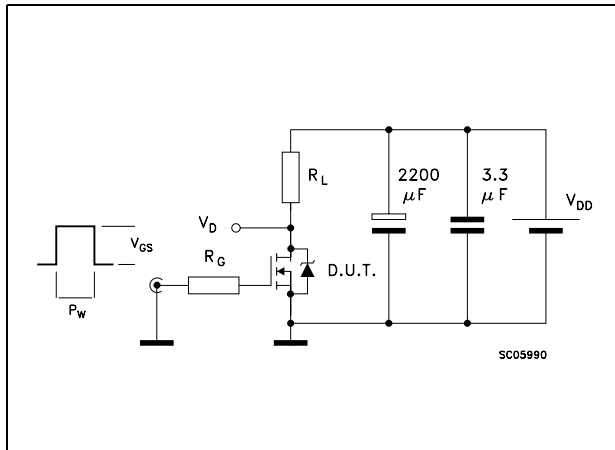 2200
μF
3.3
μF
R_L
V_DD
V_D
V_GS
R_G
D.U.T.
P_W
SC05990